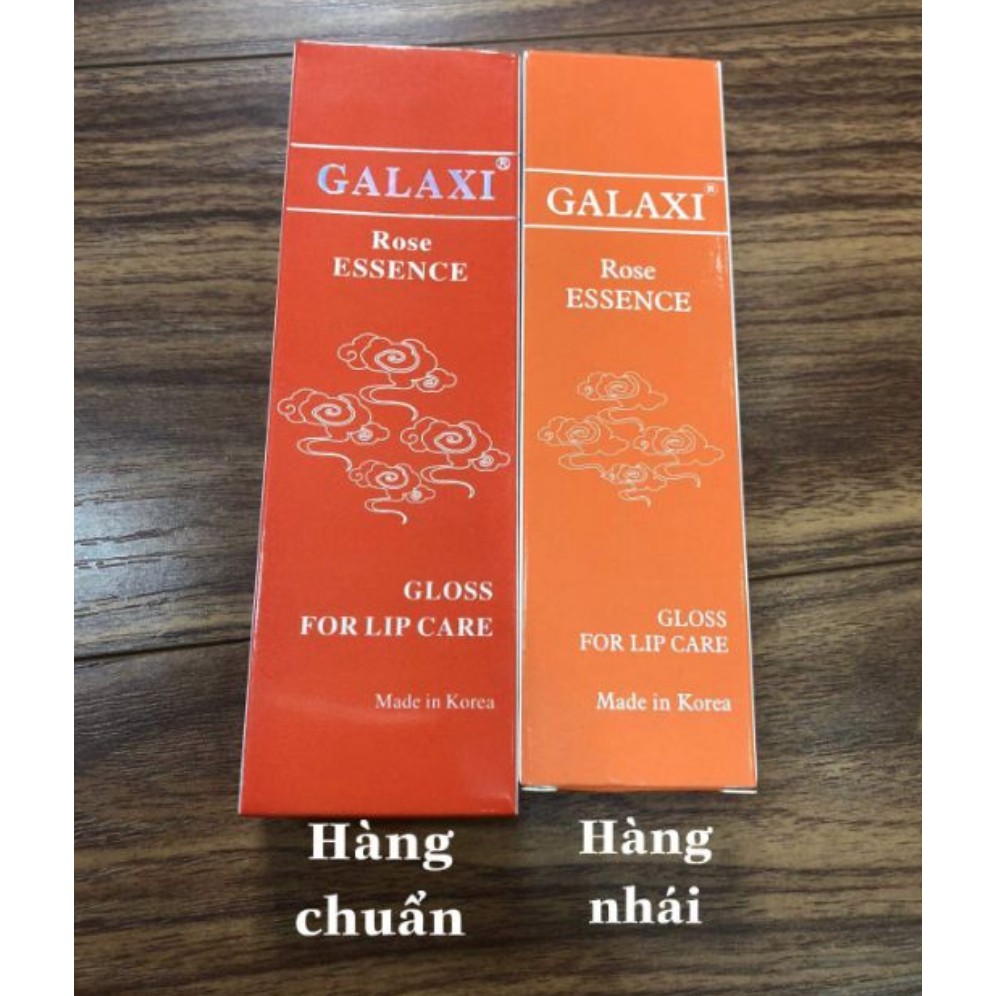 GALAXI®
Rose
ESSENCE
GLOSS
FOR LIP CARE
Made in Korea
Hàng
chuẩn
GALAXI®
Rose
ESSENCE
GLOSS
FOR LIP CARE
Made in Korea
Hàng
nhái